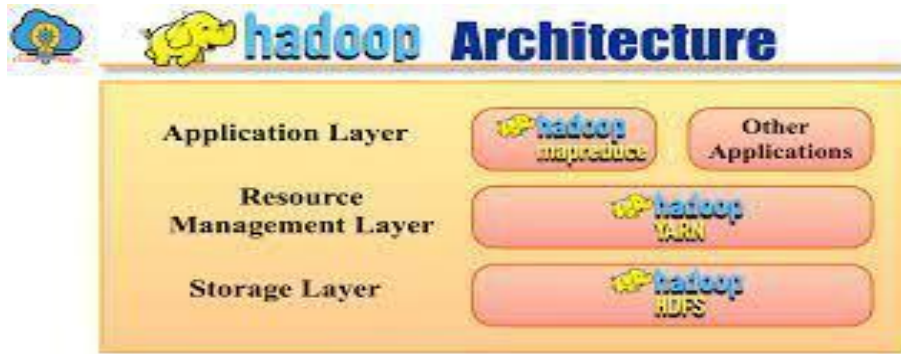 hadoop Architecture
Application Layer
hadoop
mapreduce
Other
Applications
Resource
Management Layer
hadoop
YARN
Storage Layer
hadoop
HDFS